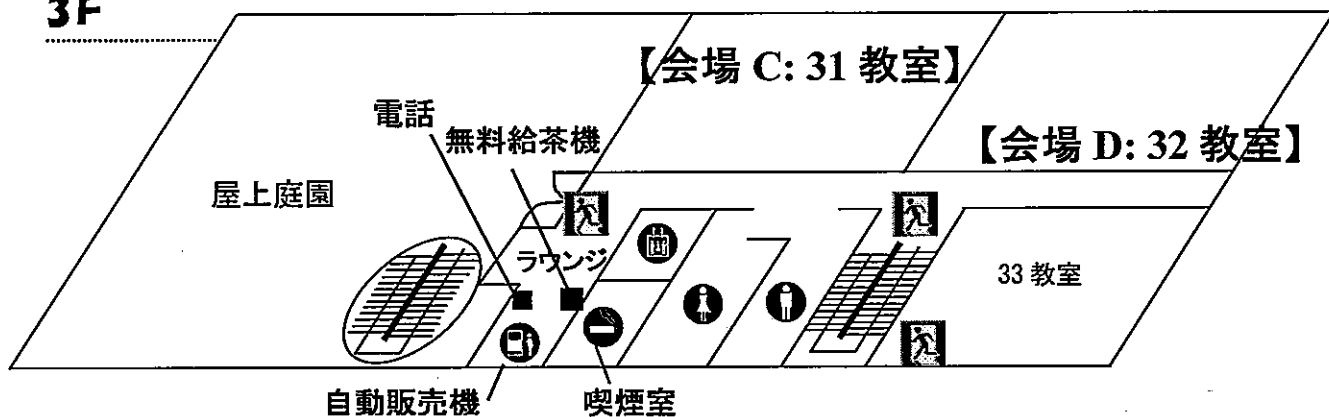 3F
【会場 C: 31 教室】
電話
無料給茶機
【会場 D: 32 教室】
屋上庭園
ラウンジ
33 教室
自動販売機
喫煙室